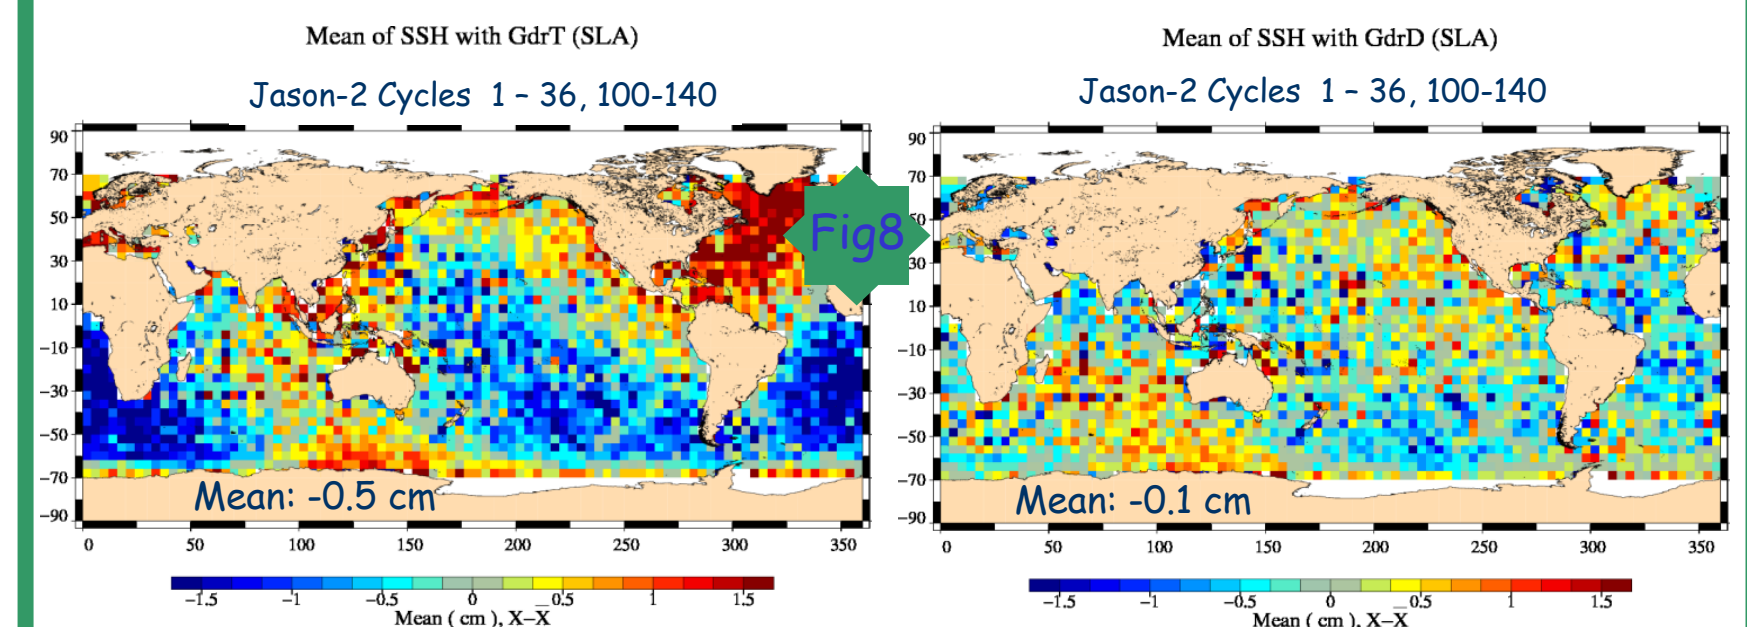 Mean of SSH with GdrT (SLA)
Jason-2 Cycles 1 – 36, 100-140
90
70
50
30
10
−10
−30
−50
−70
−90
Mean: -0.5 cm
0 50 100 150 200 250 300 350
−1.5 −1 −0.5 0 0.5 1 1.5
Mean ( cm ), X−X̅
Fig8
Mean of SSH with GdrD (SLA)
Jason-2 Cycles 1 – 36, 100-140
90
70
50
30
10
−10
−30
−50
−70
−90
Mean: -0.1 cm
0 50 100 150 200 250 300 350
−1.5 −1 −0.5 0 0.5 1 1.5
Mean ( cm ), X−X̅